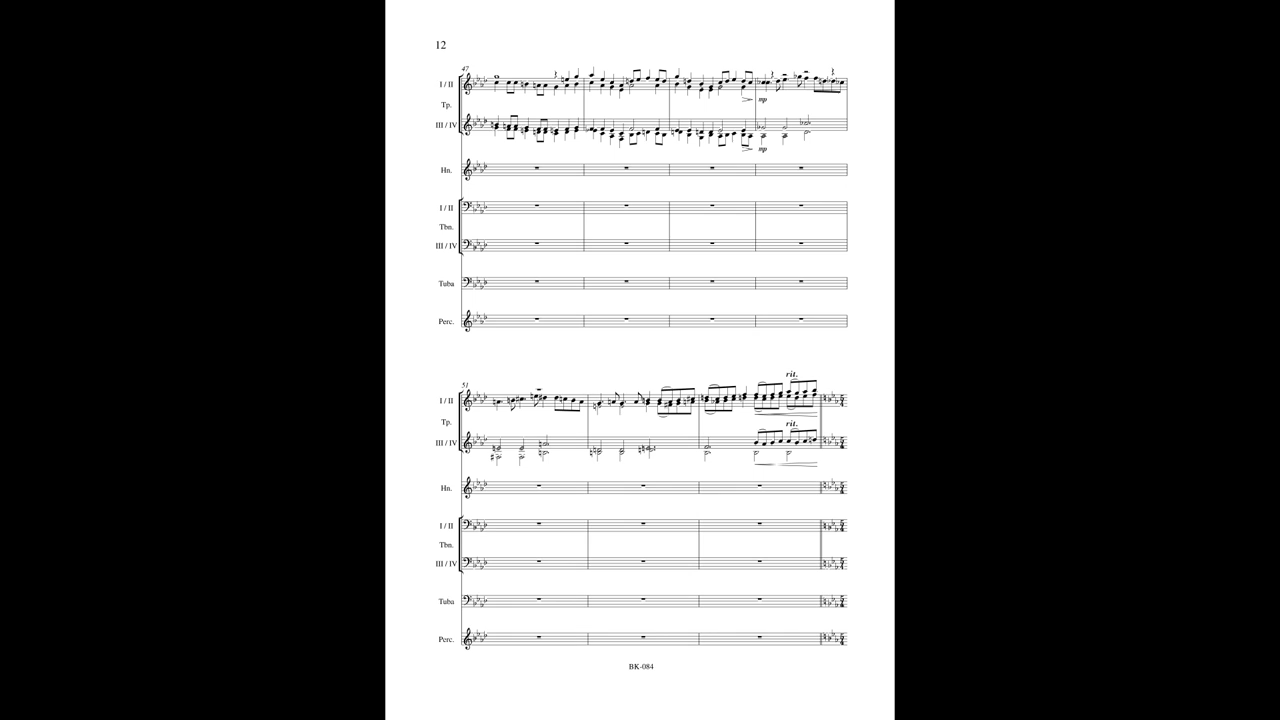 12
47
I / II
Tp.
III / IV
mp
mp
Hn.
I / II
Tbn.
III / IV
Tuba
Perc.
51
rit.
I / II
Tp.
rit.
III / IV
Hn.
I / II
Tbn.
III / IV
Tuba
Perc.
BK-084